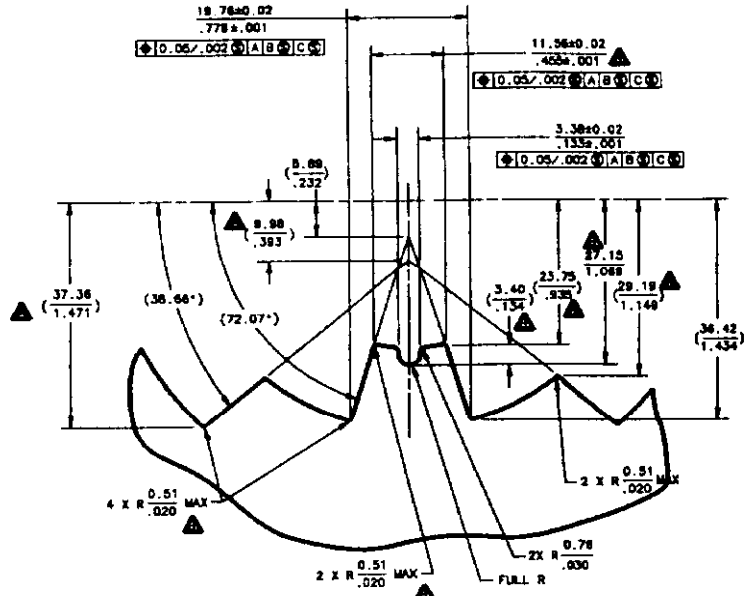 19.76±0.02
.778±.001
0.05/.002 Ⓢ A B Ⓢ C Ⓢ
11.56±0.02
.455±.001
0.05/.002 Ⓢ A B Ⓢ C Ⓢ
3.38±0.02
.133±.001
0.05/.002 Ⓢ A B Ⓢ C Ⓢ
(5.89
.232)
(9.98
.393)
(37.36
1.471)
(38.66°)
(72.07°)
(3.40
.134)
(23.75
.935)
27.15
1.069
(29.19
1.149)
(36.42
1.434)
4 X R 0.51
.020 MAX
2 X R 0.51
.020 MAX
FULL R
2X R 0.76
.030
2 X R 0.51
.020 MAX